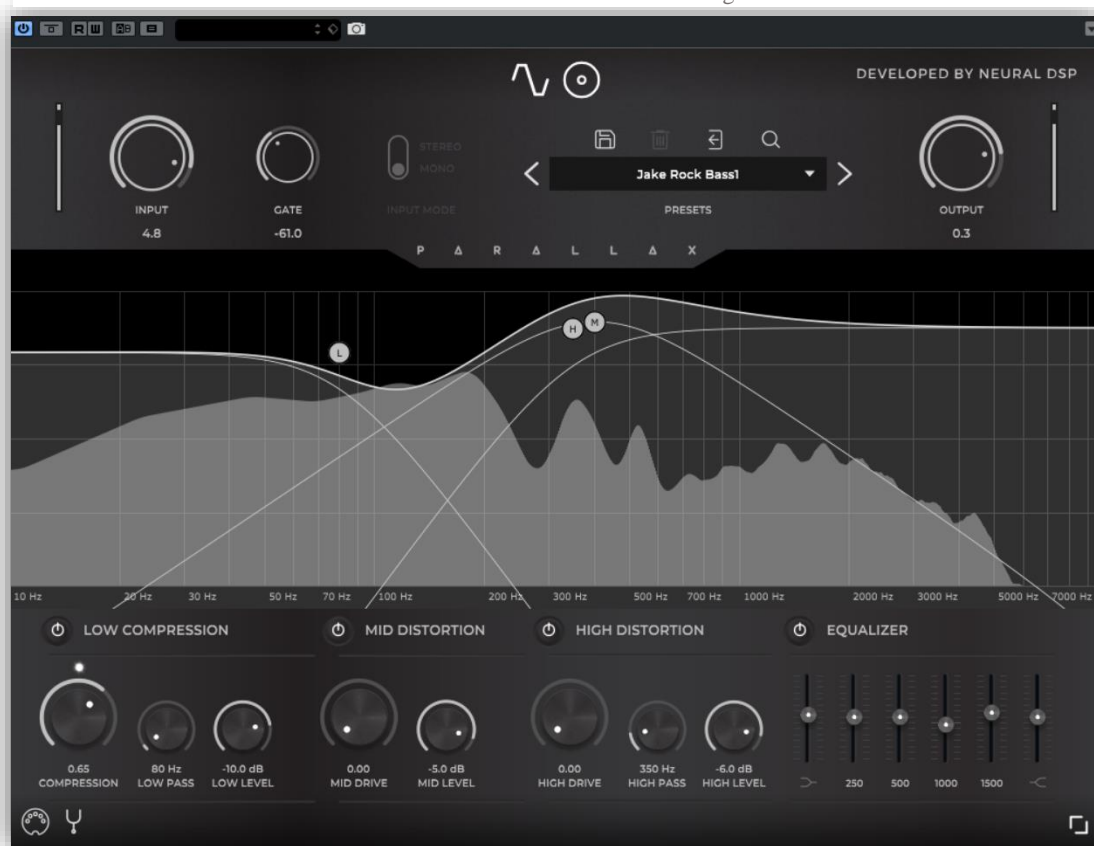 R W
DEVELOPED BY NEURAL DSP
STEREO
MONO
Jake Rock Bass1
INPUT GATE INPUT MODE PRESETS OUTPUT
4.8 -61.0 0.3
P A R A L L A X
L H M
10 Hz 20 Hz 30 Hz 50 Hz 70 Hz 100 Hz 200 Hz 300 Hz 500 Hz 700 Hz 1000 Hz 2000 Hz 3000 Hz 5000 Hz 7000 Hz
LOW COMPRESSION MID DISTORTION HIGH DISTORTION EQUALIZER
0.65 80 Hz -10.0 dB 0.00 -5.0 dB 0.00 350 Hz -6.0 dB
COMPRESSION LOW PASS LOW LEVEL MID DRIVE MID LEVEL HIGH DRIVE HIGH PASS HIGH LEVEL 250 500 1000 1500